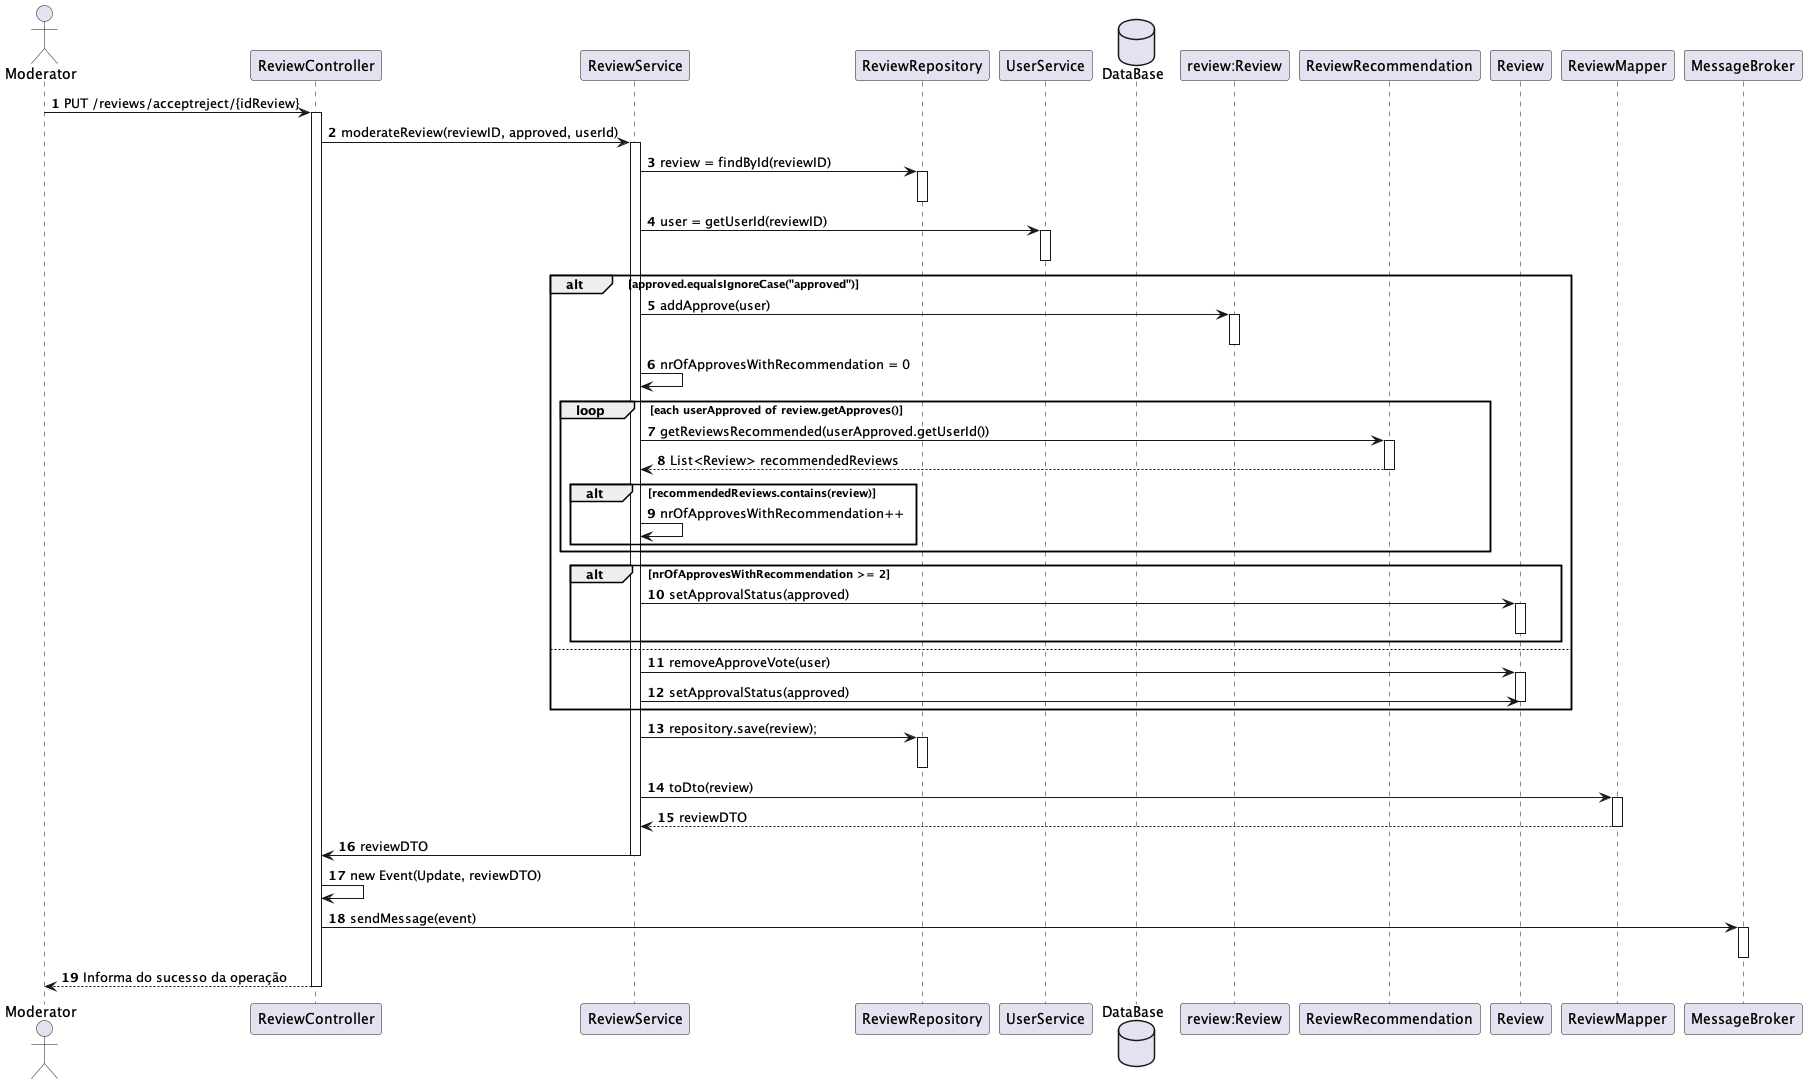 Moderator
ReviewController
ReviewService
ReviewRepository
UserService
DataBase
review:Review
ReviewRecommendation
Review
ReviewMapper
MessageBroker
1 PUT /reviews/acceptreject/{idReview}
2 moderateReview(reviewID, approved, userId)
3 review = findById(reviewID)
4 user = getUserId(reviewID)
alt [approved.equalsIgnoreCase("approved")]
5 addApprove(user)
6 nrOfApprovesWithRecommendation = 0
loop [each userApproved of review.getApproves()]
7 getReviewsRecommended(userApproved.getUserId())
8 List<Review> recommendedReviews
alt [recommendedReviews.contains(review)]
9 nrOfApprovesWithRecommendation++
alt [nrOfApprovesWithRecommendation >= 2]
10 setApprovalStatus(approved)
11 removeApproveVote(user)
12 setApprovalStatus(approved)
13 repository.save(review);
14 toDto(review)
15 reviewDTO
16 reviewDTO
17 new Event(Update, reviewDTO)
18 sendMessage(event)
19 Informa do sucesso da operação
Moderator
ReviewController
ReviewService
ReviewRepository
UserService
DataBase
review:Review
ReviewRecommendation
Review
ReviewMapper
MessageBroker